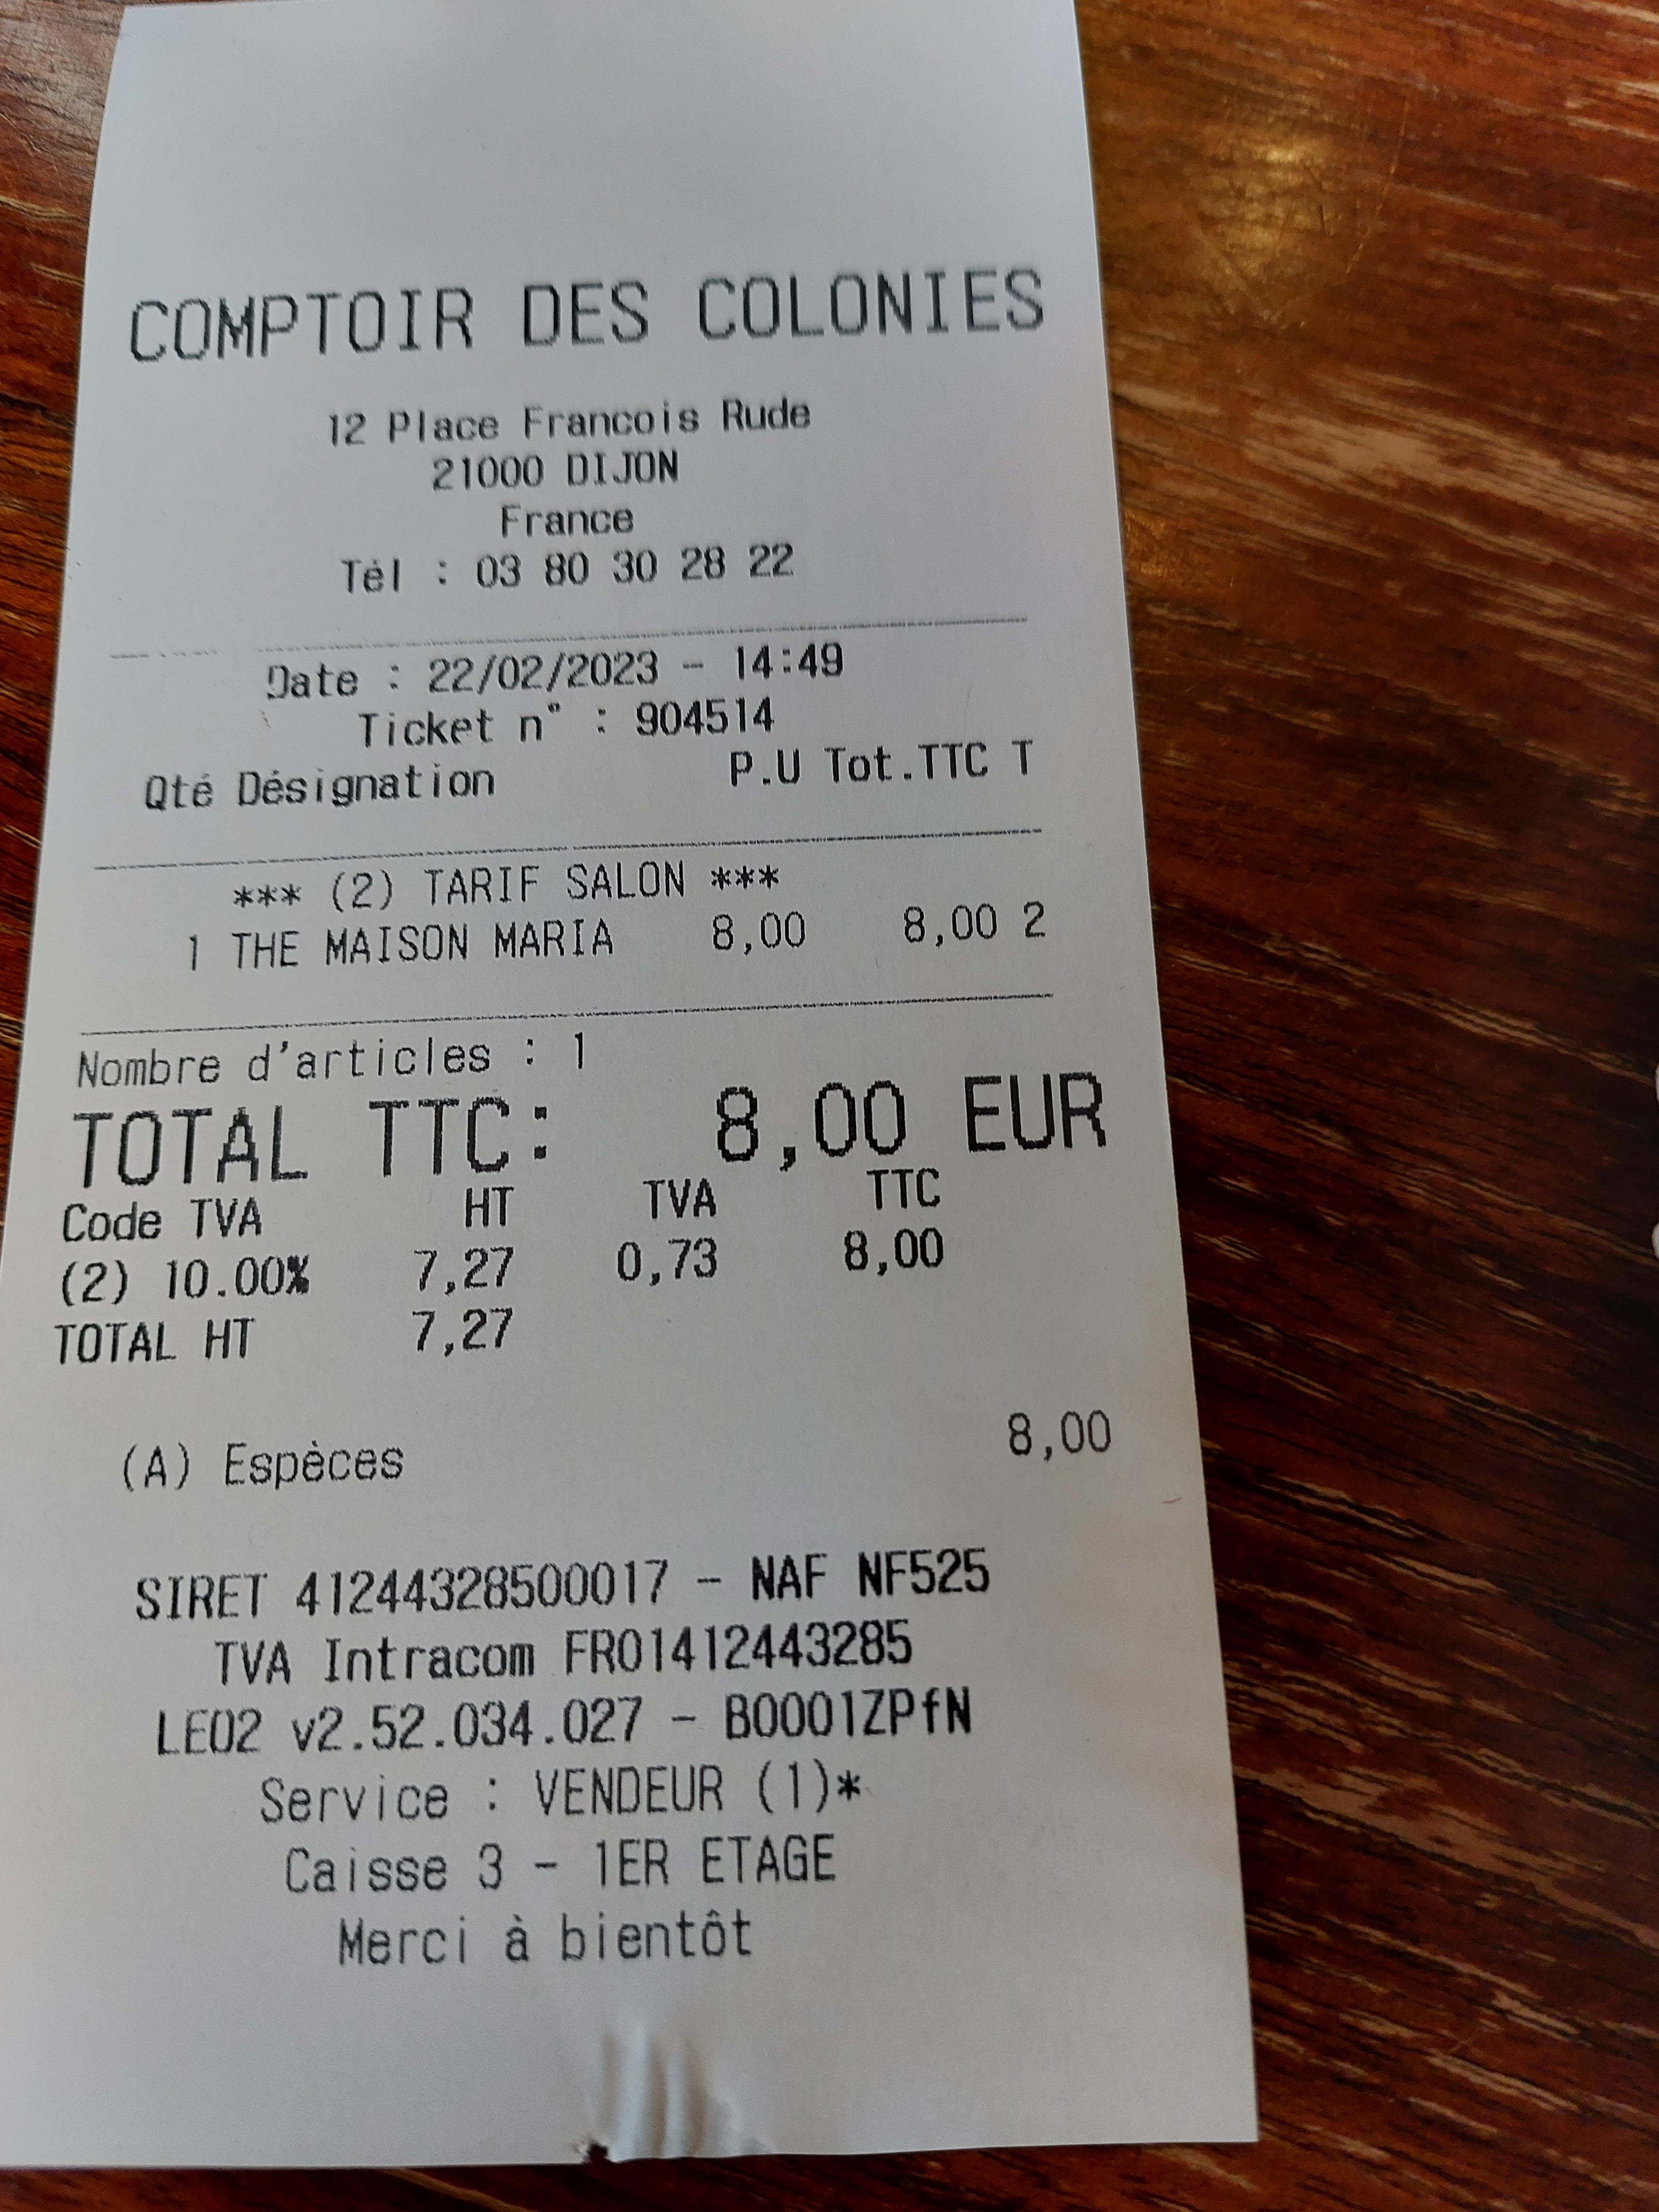 COMPTOIR DES COLONIES
12 Place Francois Rude
21000 DIJON
France
Tél : 03 80 30 28 22
Date : 22/02/2023 - 14:49
Ticket n° : 904514
Qté Désignation P.U Tot.TTC T
*** (2) TARIF SALON ***
1 THE MAISON MARIA 8,00 8,00 2
Nombre d'articles : 1
TOTAL TTC: 8,00 EUR
Code TVA HT TVA TTC
(2) 10.00% 7,27 0,73 8,00
TOTAL HT 7,27
(A) Espèces 8,00
SIRET 41244328500017 - NAF NF525
TVA Intracom FR01412443285
LEO2 v2.52.034.027 - B0001ZPfN
Service : VENDEUR (1)*
Caisse 3 - 1ER ETAGE
Merci à bientôt